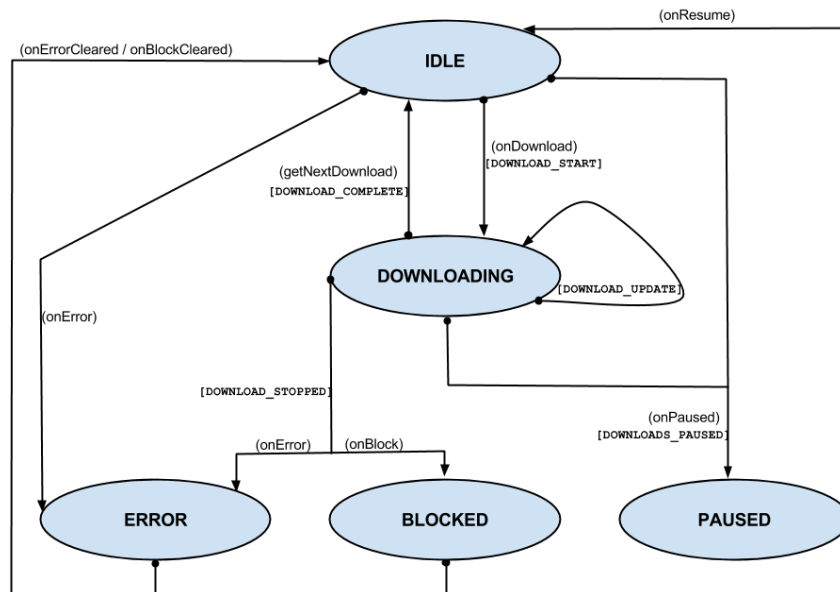 (onResume)
(onErrorCleared / onBlockCleared)
IDLE
(onDownload)
[DOWNLOAD_START]
(getNextDownload)
[DOWNLOAD_COMPLETE]
DOWNLOADING
[DOWNLOAD_UPDATE]
(onError)
[DOWNLOAD_STOPPED]
(onPaused)
[DOWNLOADS_PAUSED]
(onError)
(onBlock)
ERROR
BLOCKED
PAUSED